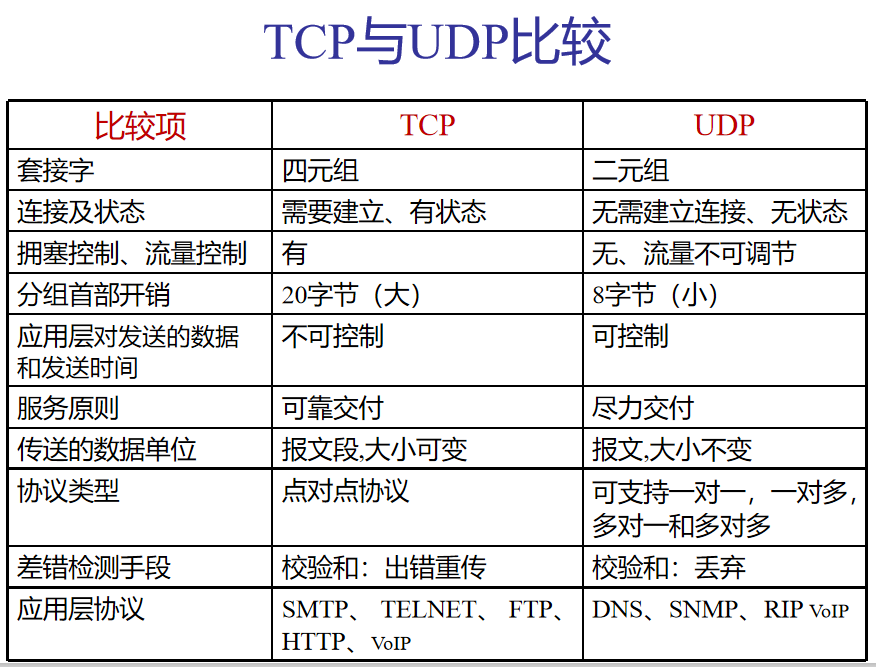 TCP与UDP比较
比较项 TCP UDP
套接字 四元组 二元组
连接及状态 需要建立、有状态 无需建立连接、无状态
拥塞控制、流量控制 有 无、流量不可调节
分组首部开销 20字节（大） 8字节（小）
应用层对发送的数据 不可控制 可控制
和发送时间
服务原则 可靠交付 尽力交付
传送的数据单位 报文段,大小可变 报文,大小不变
协议类型 点对点协议 可支持一对一，一对多，
多对一和多对多
差错检测手段 校验和：出错重传 校验和：丢弃
应用层协议 SMTP、 TELNET、 FTP、 DNS、SNMP、RIP VoIP
HTTP、VoIP